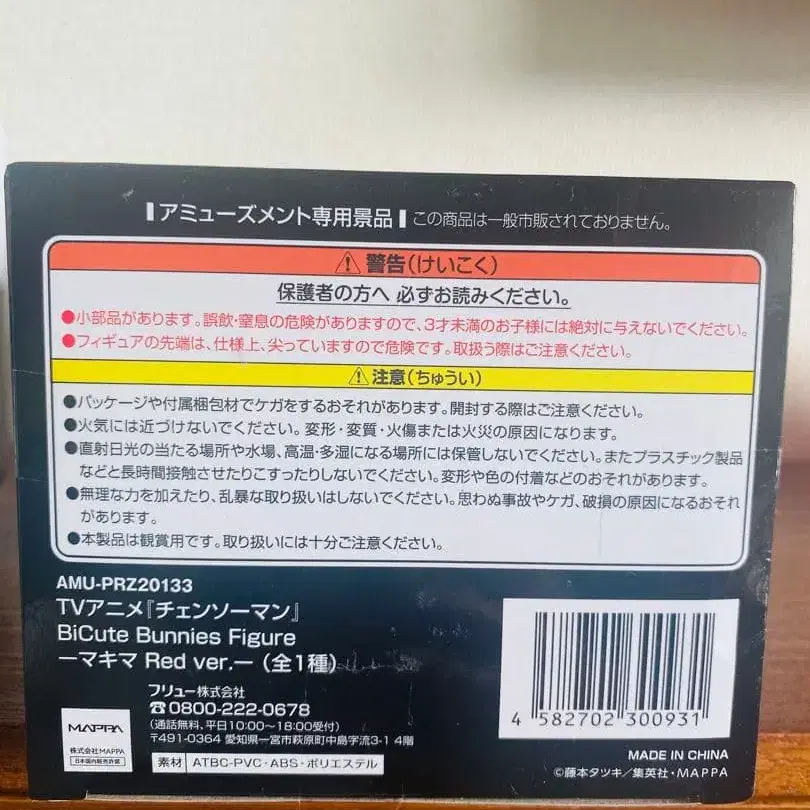 アミューズメント専用景品 この商品は一般市販されておりません。
警告(けいこく)
保護者の方へ 必ずお読みください。
●小部品があります。誤飲・窒息の危険がありますので、3才未満のお子様には絶対に与えないでください。
●フィギュアの先端は、仕様上、尖っていますので危険です。取扱う際はご注意ください。
注意(ちゅうい)
●パッケージや付属梱包材でケガをするおそれがあります。開封する際はご注意ください。
●火気には近づけないでください。変形・変質・火傷または火災の原因になります。
●直射日光の当たる場所や水場、高温・多湿になる場所には保管しないでください。またプラスチック製品
などと長時間接触させたりこすったりしないでください。変形や色の付着などのおそれがあります。
●無理な力を加えたり、乱暴な取り扱いはしないでください。思わぬ事故やケガ、破損の原因になるおそれ
があります。
●本製品は観賞用です。取り扱いには十分ご注意ください。
AMU-PRZ20133
TVアニメ『チェンソーマン』
BiCute Bunnies Figure
ーマキマ Red ver.ー(全1種)
フリュー株式会社
☎0800-222-0678
(通話無料、平日10:00~18:00受付)
〒491-0364 愛知県一宮市萩原町中島字流3-1 4階
MAPPA
株式会社MAPPA
日本国内販売許諾
素材 ATBC-PVC・ABS・ポリエステル
4 582702 300931
MADE IN CHINA
©藤本タツキ/集英社・MAPPA